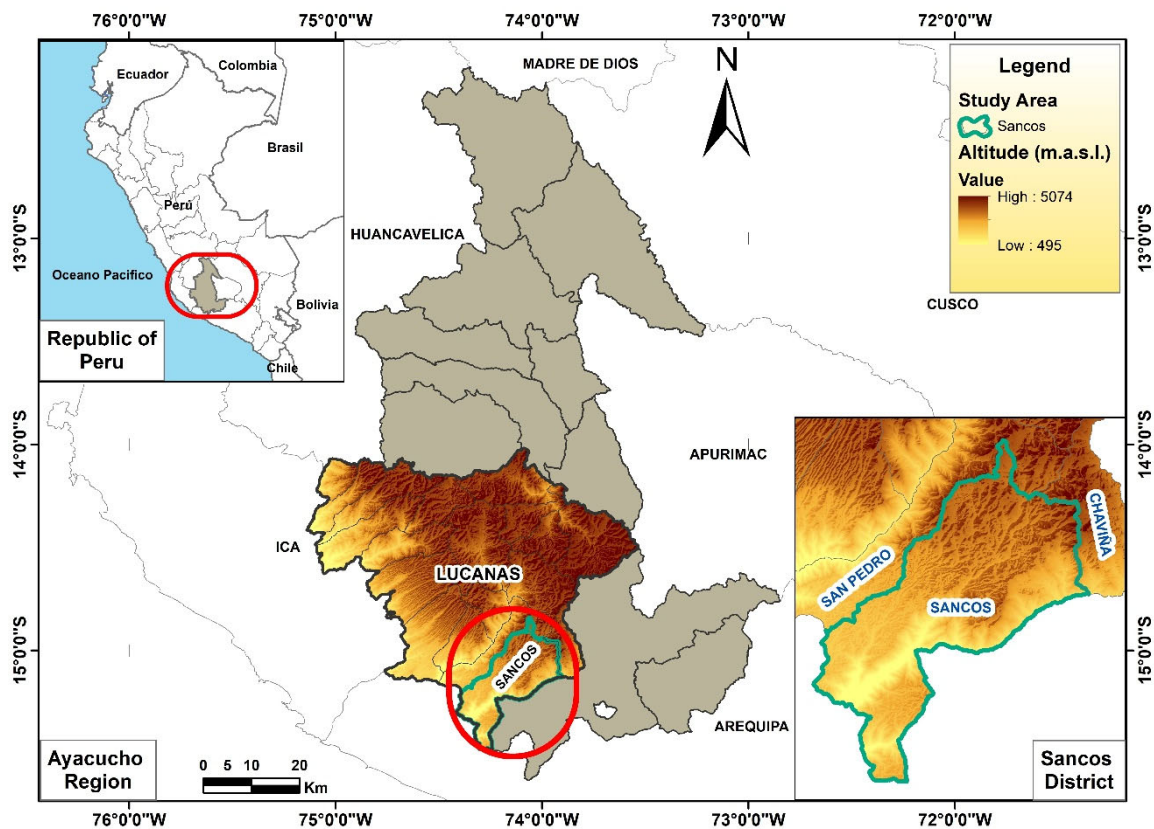 76°0'0"W
75°0'0"W
74°0'0"W
73°0'0"W
72°0'0"W
Colombia
Ecuador
Brasil
Perú
Oceano Pacifico
Bolivia
Chile
Republic of
Peru
MADRE DE DIOS
N
Legend
Study Area
Sancos
Altitude (m.a.s.l.)
Value
High : 5074
Low : 495
13°0'0"S
13°0'0"S
HUANCAVELICA
CUSCO
14°0'0"S
14°0'0"S
APURIMAC
ICA
LUCANAS
SANCOS
15°0'0"S
15°0'0"S
AREQUIPA
CHAVIÑA
SAN PEDRO
SANCOS
Ayacucho
Region
0 5 10 20
Km
Sancos
District
76°0'0"W
75°0'0"W
74°0'0"W
73°0'0"W
72°0'0"W